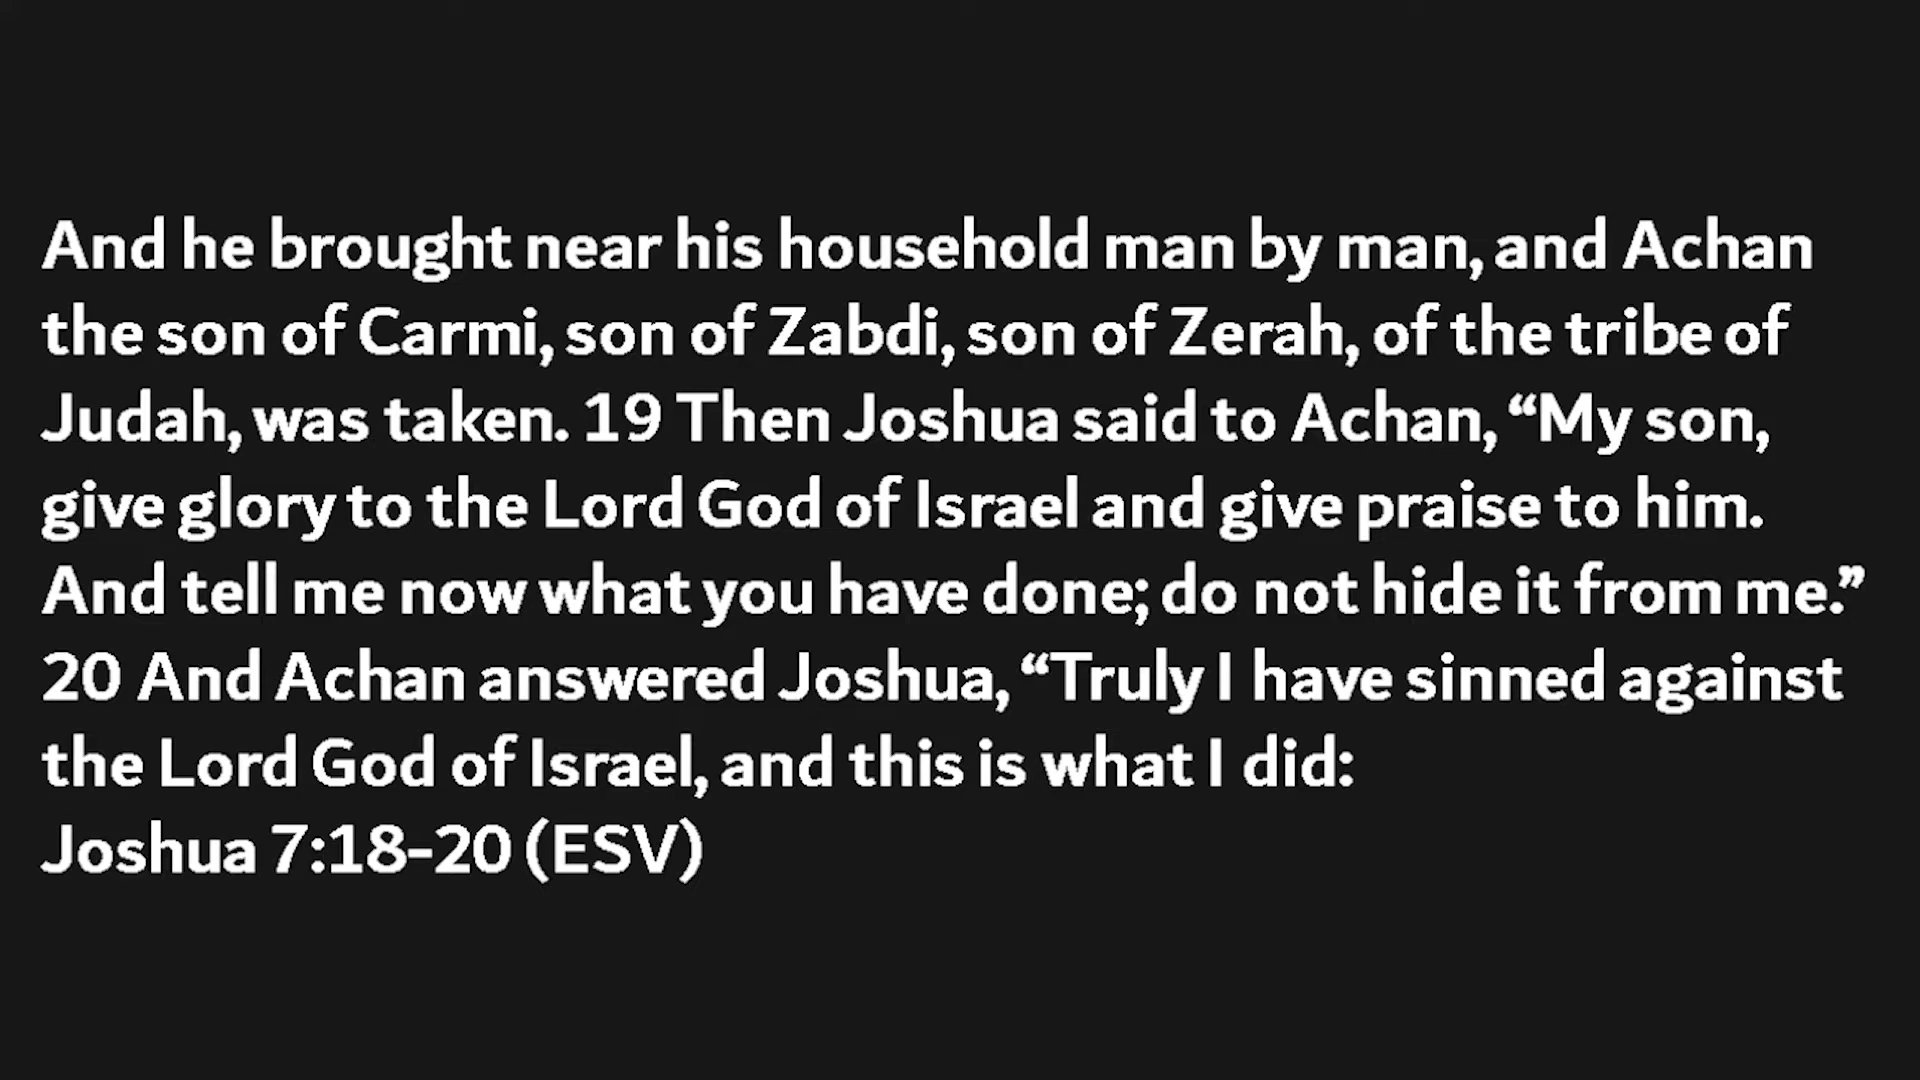 And he brought near his household man by man, and Achan
the son of Carmi, son of Zabdi, son of Zerah, of the tribe of
Judah, was taken. 19 Then Joshua said to Achan, “My son,
give glory to the Lord God of Israel and give praise to him.
And tell me now what you have done; do not hide it from me.”
20 And Achan answered Joshua, “Truly I have sinned against
the Lord God of Israel, and this is what I did:
Joshua 7:18-20 (ESV)